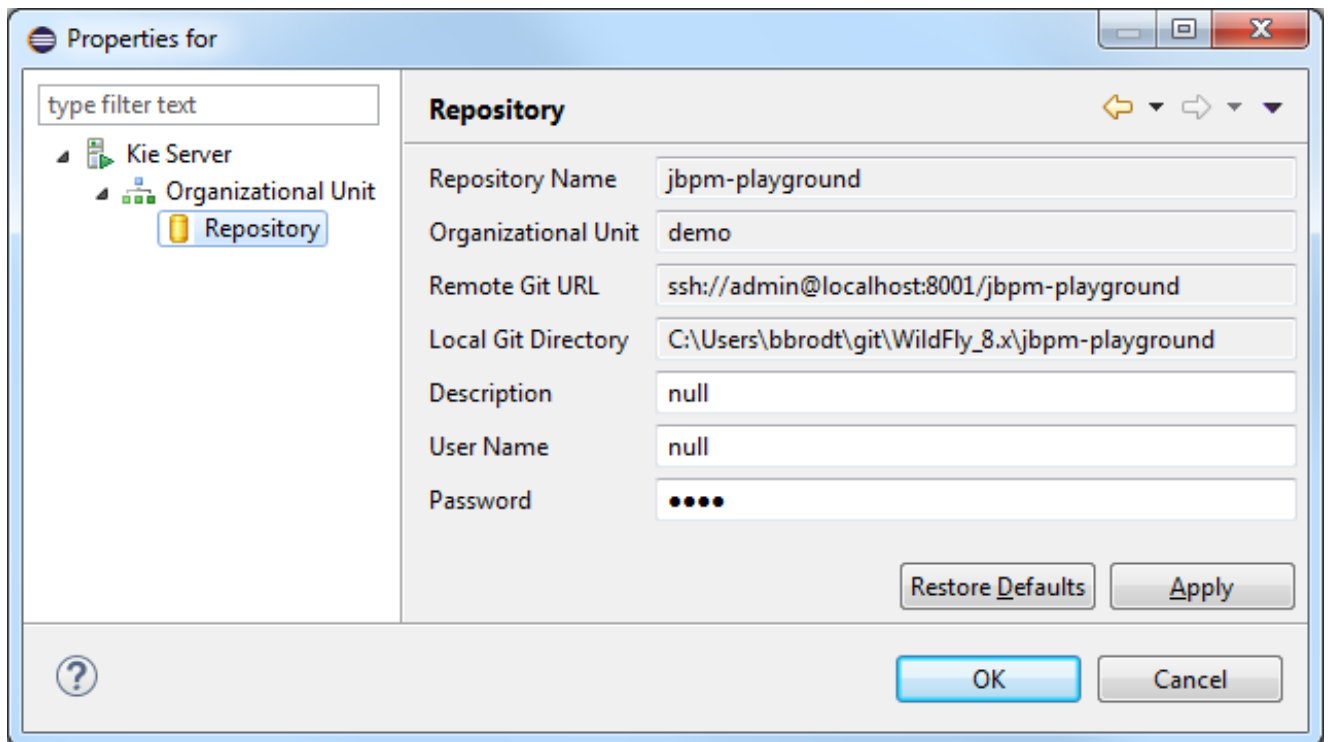 Properties for
type filter text
Kie Server
Organizational Unit
Repository
Repository
Repository Name jbpm-playground
Organizational Unit demo
Remote Git URL ssh://admin@localhost:8001/jbpm-playground
Local Git Directory C:\Users\bbrodt\git\WildFly_8.x\jbpm-playground
Description null
User Name null
Password ●●●●
Restore Defaults Apply
? OK Cancel